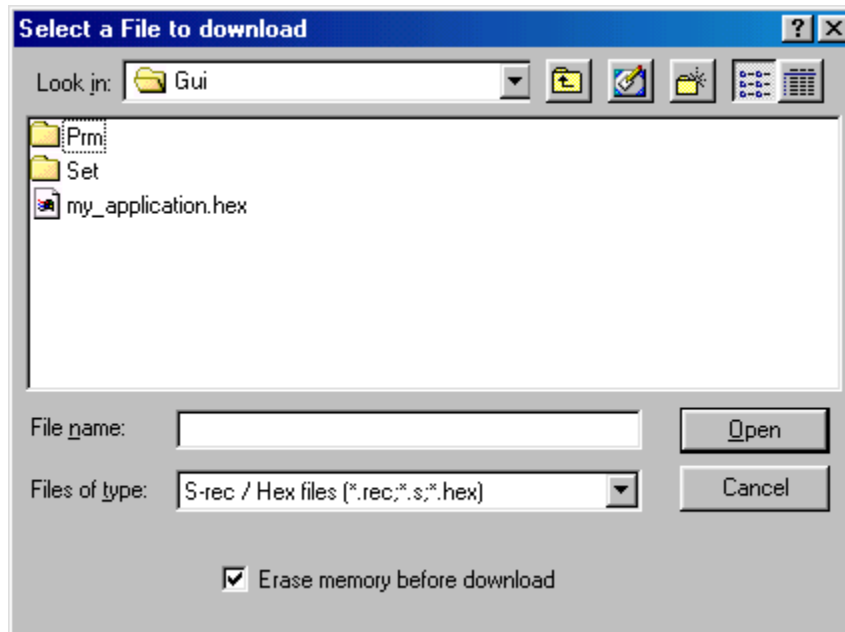 Select a File to download
Look in: Gui
Prm
Set
my_application.hex
File name:
Open
Files of type: S-rec / Hex files (*.rec;*.s;*.hex)
Cancel
Erase memory before download